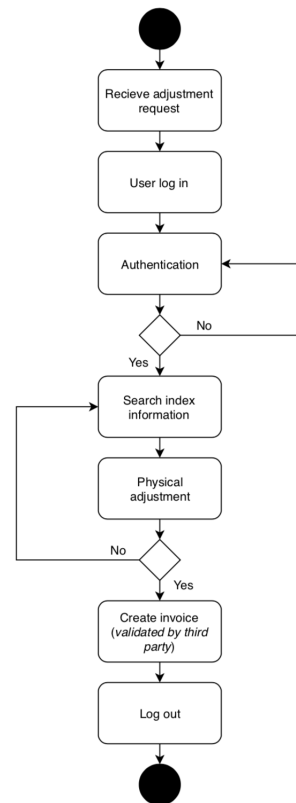 Recieve adjustment
request
User log in
Authentication
No
Yes
Search index
information
Physical
adjustment
No
Yes
Create invoice
(validated by third
party)
Log out